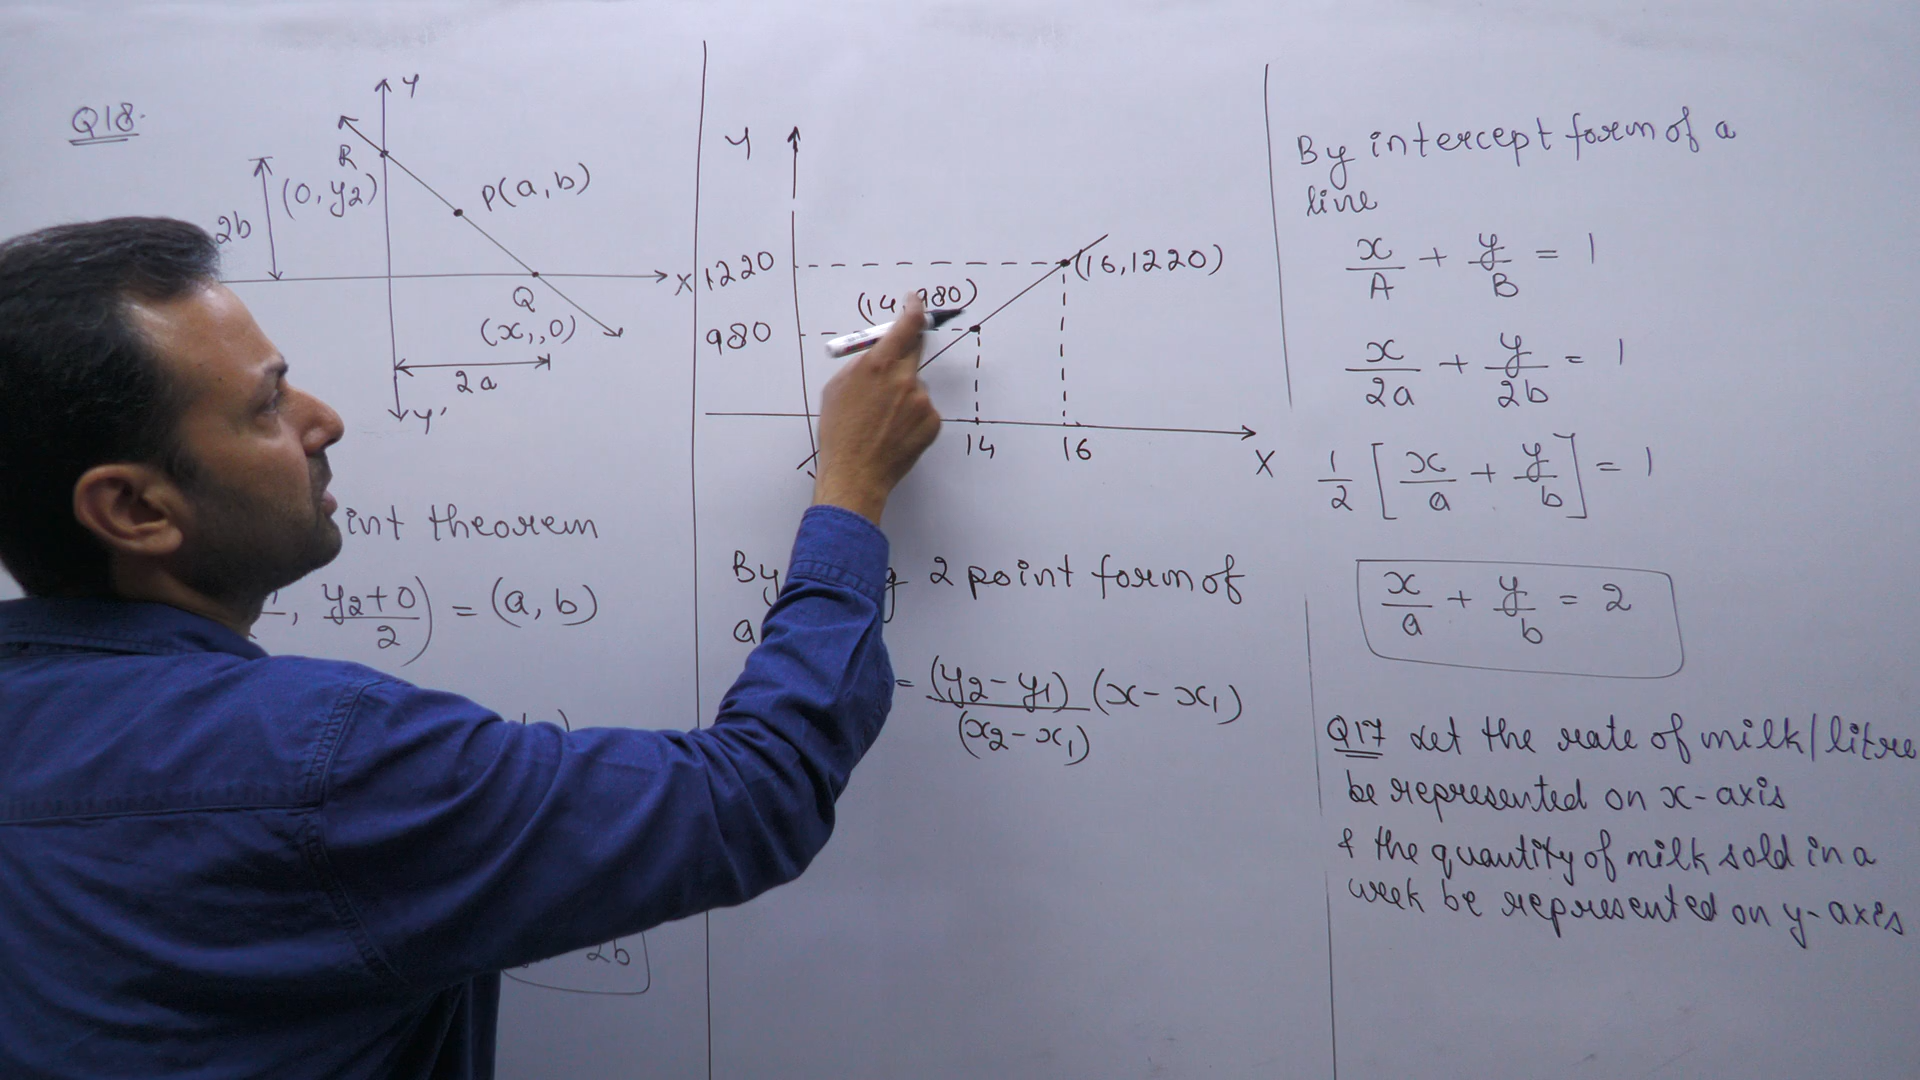 Q18.
Y
R
(0, y2)
P(a, b)
2b
X
Q
(x1, 0)
2a
Y'
int theorem
, y2+0/2) = (a, b)
2b
Y
1220
(16, 1220)
(14, 980)
980
14
16
X
By 2 point form of
a
= (y2 - y1)/(x2 - x1) (x - x1)
By intercept form of a
line
x/A + y/B = 1
x/2a + y/2b = 1
1/2 [x/a + y/b] = 1
x/a + y/b = 2
Q17 Let the rate of milk/litre
be represented on x-axis
& the quantity of milk sold in a
week be represented on y-axis